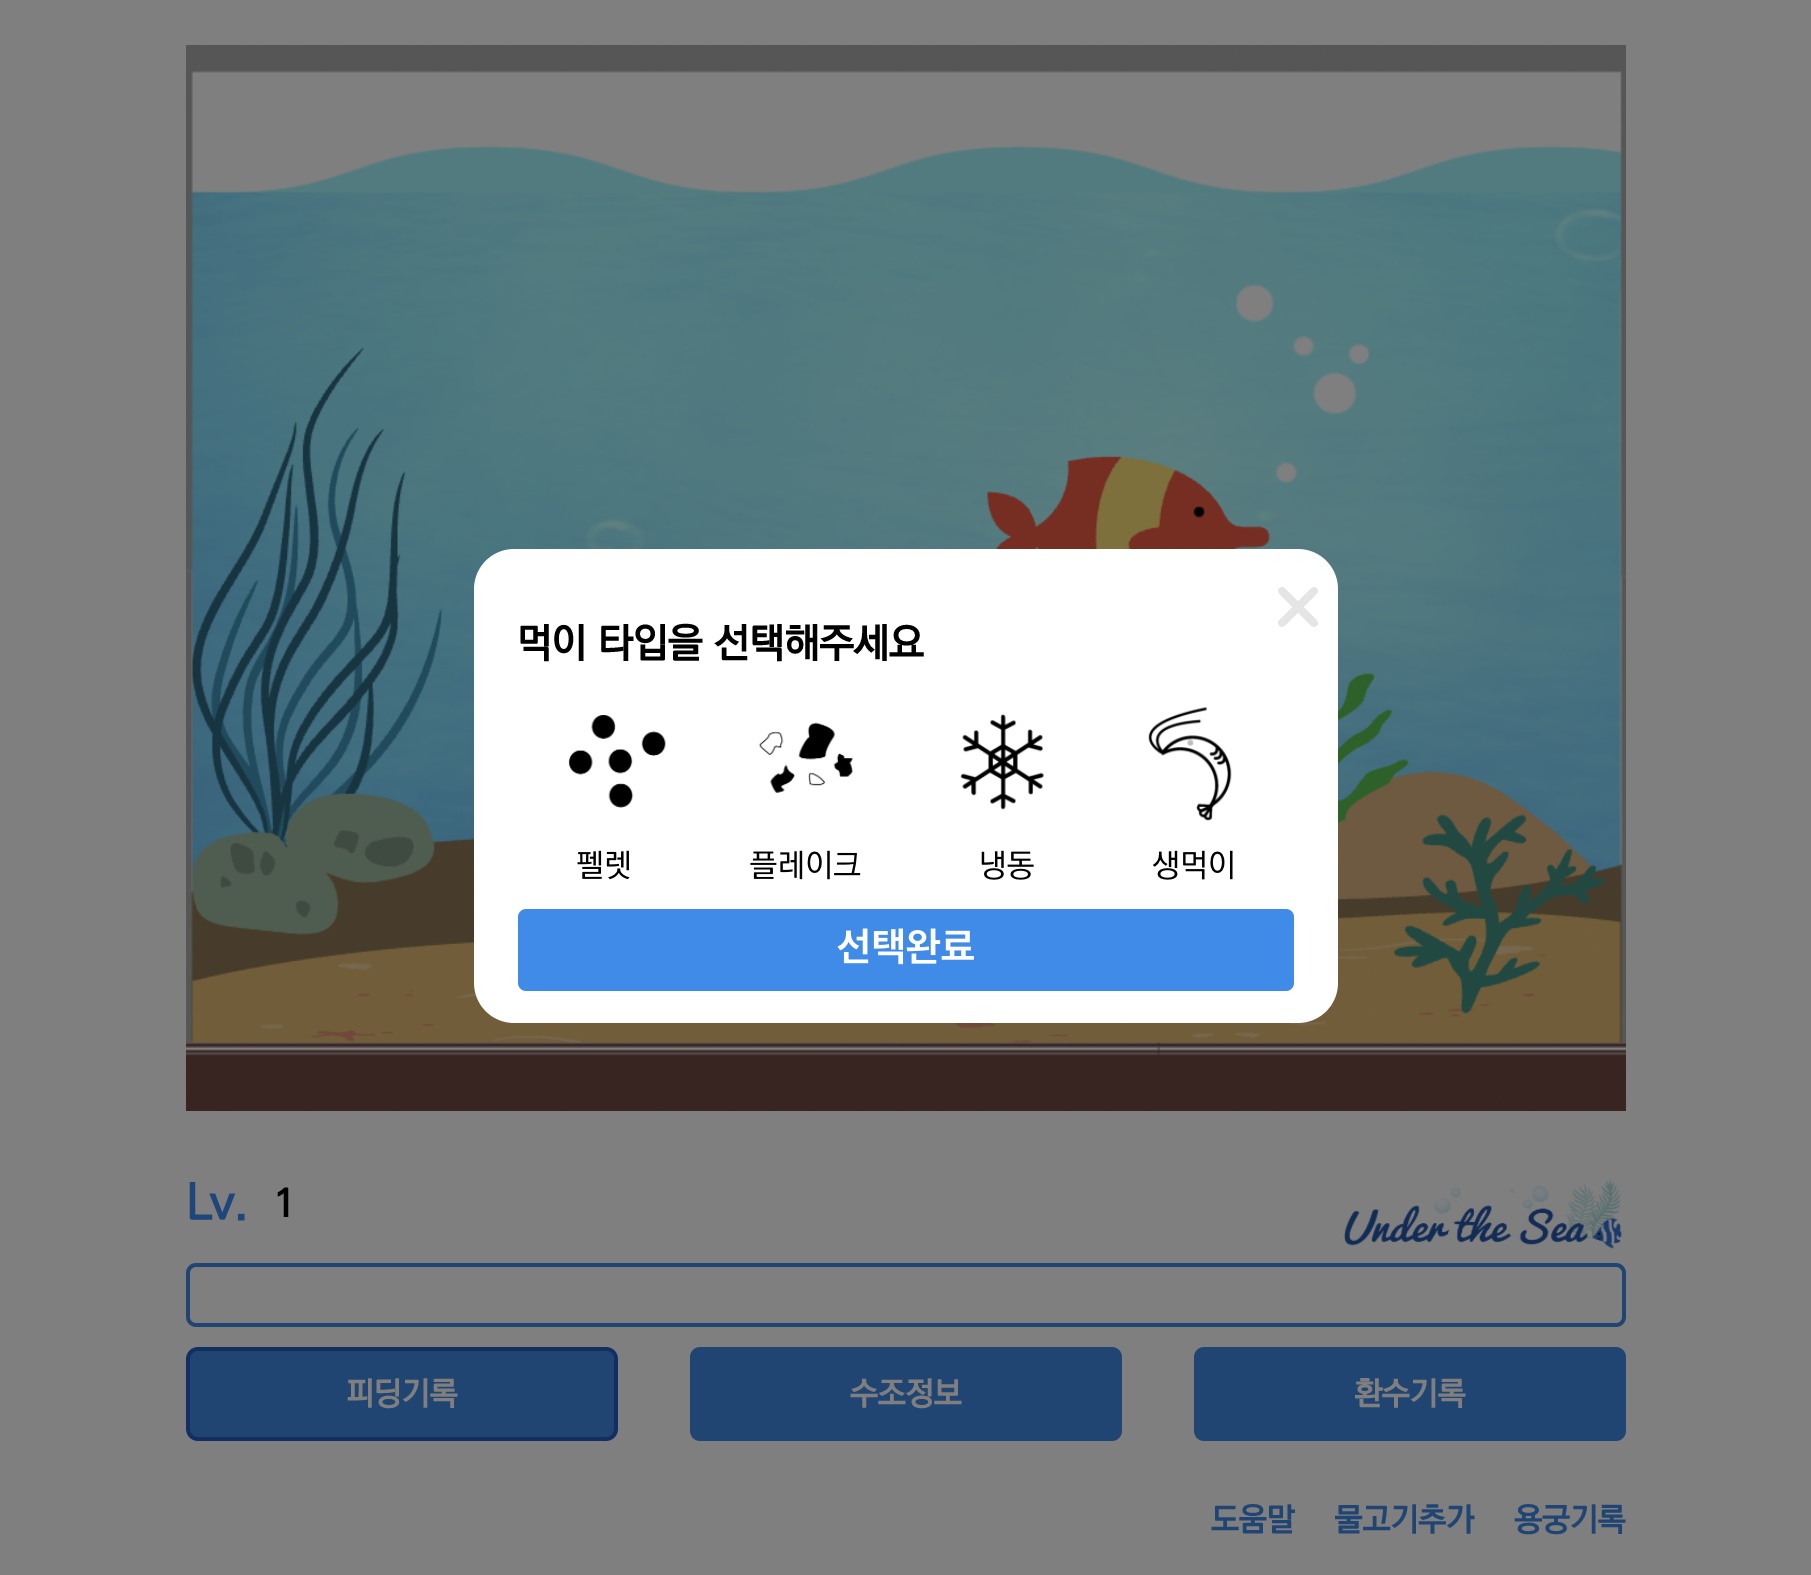 먹이 타입을 선택해주세요
펠렛 플레이크 냉동 생먹이
선택완료
Lv. 1
Under the Sea
피딩기록 수조정보 환수기록
도움말 물고기추가 용궁기록